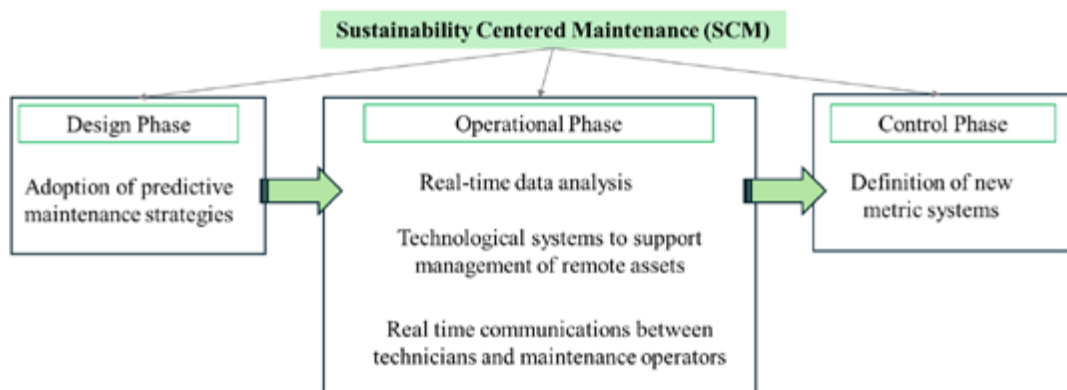 Sustainability Centered Maintenance (SCM)
Design Phase
Adoption of predictive
maintenance strategies
Operational Phase
Real-time data analysis
Technological systems to support
management of remote assets
Real time communications between
technicians and maintenance operators
Control Phase
Definition of new
metric systems